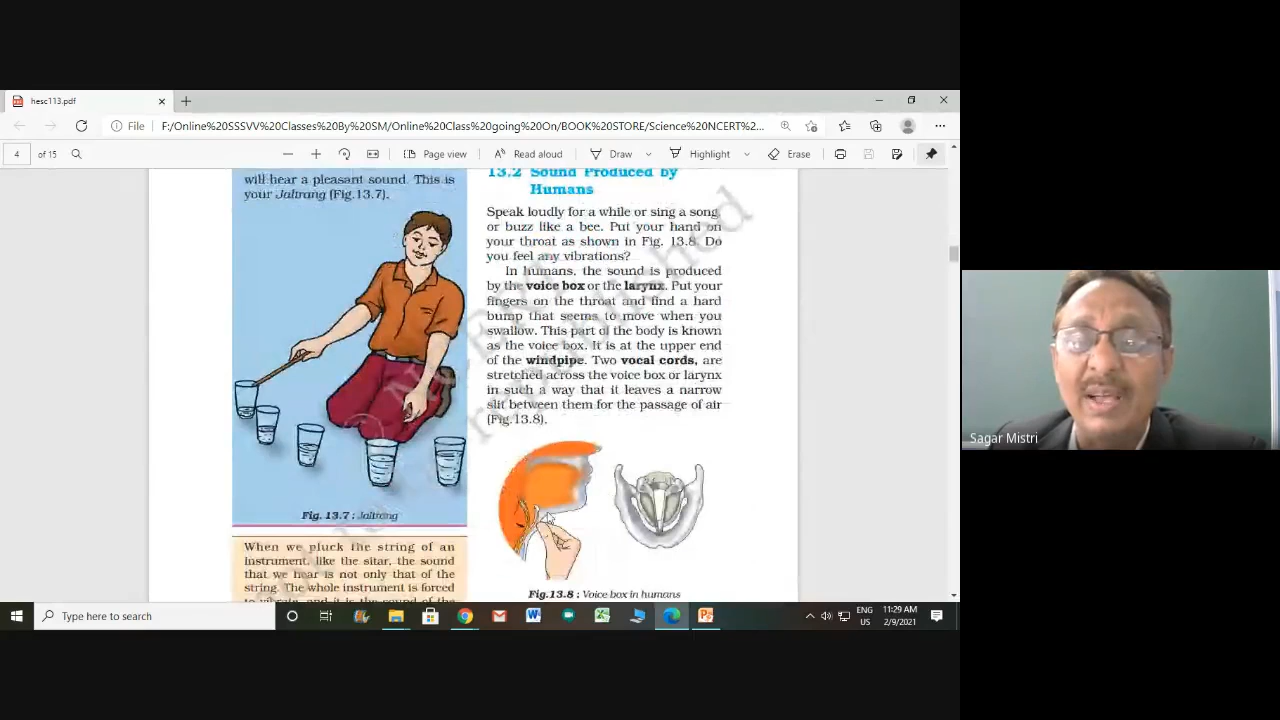 hesc113.pdf
File
F:/Online%20SSSVV%20Classes%20By%20SM/Online%20Class%20going%20On/BOOK%20STORE/Science%20NCERT%2...
4 of 15
Page view
Read aloud
Draw
Highlight
Erase
will hear a pleasant sound. This is
your Jaltrang (Fig.13.7).
Fig. 13.7 : Jaltrang
When we pluck the string of an
instrument, like the sitar, the sound
that we hear is not only that of the
string. The whole instrument is forced
to vibrate, and it is the sound of the
13.2 Sound Produced by
Humans
Speak loudly for a while or sing a song,
or buzz like a bee. Put your hand on
your throat as shown in Fig. 13.8. Do
you feel any vibrations?
In humans, the sound is produced
by the voice box or the larynx. Put your
fingers on the throat and find a hard
bump that seems to move when you
swallow. This part of the body is known
as the voice box. It is at the upper end
of the windpipe. Two vocal cords, are
stretched across the voice box or larynx
in such a way that it leaves a narrow
slit between them for the passage of air
(Fig.13.8).
Fig.13.8 : Voice box in humans
Sagar Mistri
Type here to search
ENG
US
11:29 AM
2/9/2021